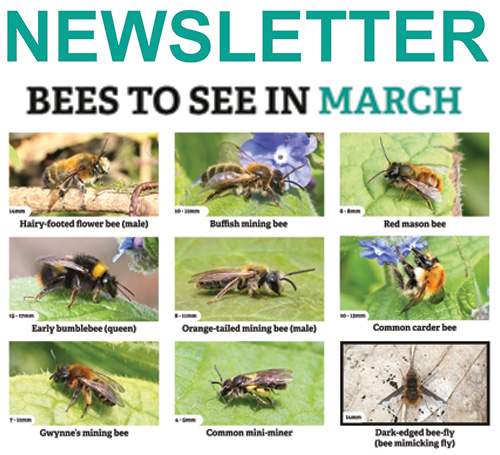 NEWSLETTER
BEES TO SEE IN MARCH
14mm
10 - 11mm
6 - 8mm
Hairy-footed flower bee (male)
Buffish mining bee
Red mason bee
15 - 17mm
8 - 11mm
10 - 13mm
Early bumblebee (queen)
Orange-tailed mining bee (male)
Common carder bee
7 - 11mm
4 - 5mm
14mm
Gwynne's mining bee
Common mini-miner
Dark-edged bee-fly
(bee mimicking fly)